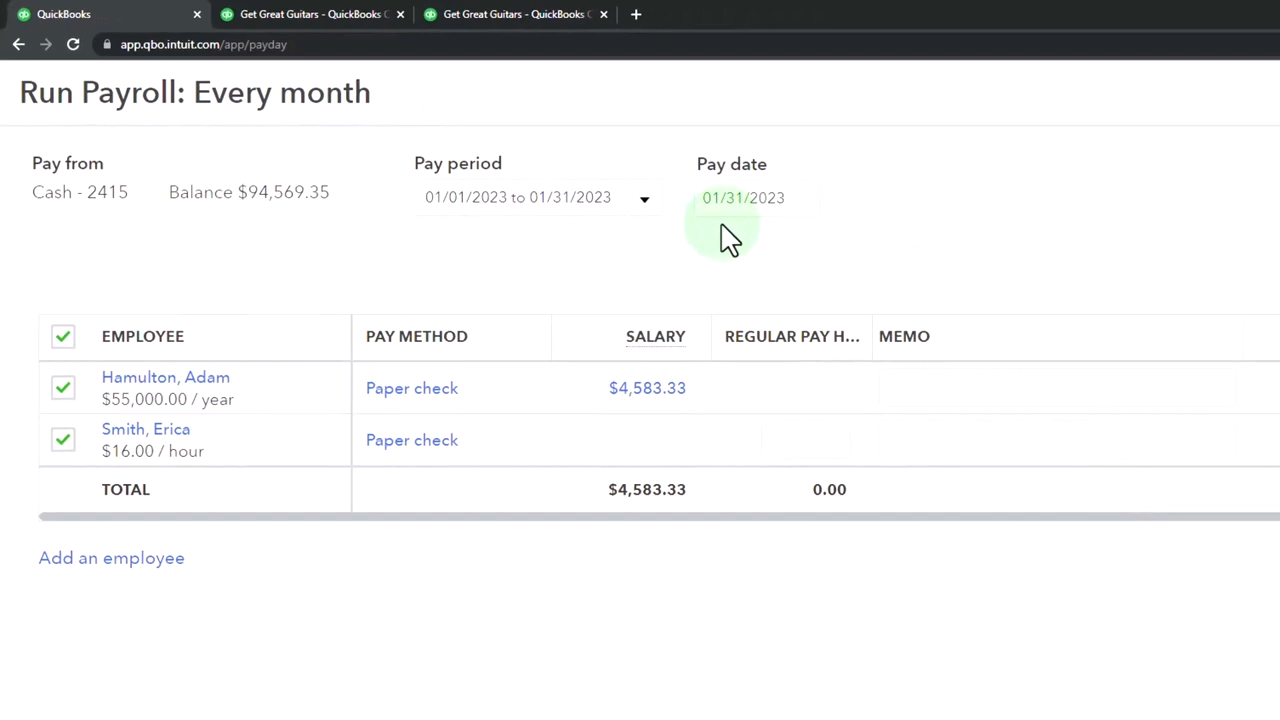 QuickBooks
Get Great Guitars - QuickBooks
Get Great Guitars - QuickBooks
app.qbo.intuit.com/app/payday
Run Payroll: Every month
Pay from
Pay period
Pay date
Cash - 2415 Balance $94,569.35
01/01/2023 to 01/31/2023
01/31/2023
EMPLOYEE PAY METHOD SALARY REGULAR PAY H... MEMO
Hamulton, Adam
$55,000.00 / year
Paper check $4,583.33
Smith, Erica
$16.00 / hour
Paper check
TOTAL $4,583.33 0.00
Add an employee